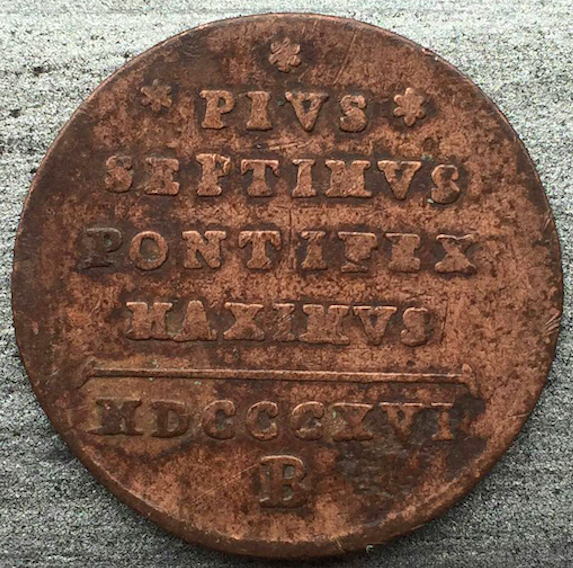 * PIVS *
SEPTIMVS
PONTIFEX
MAXIMVS
MDCCCXVI
B